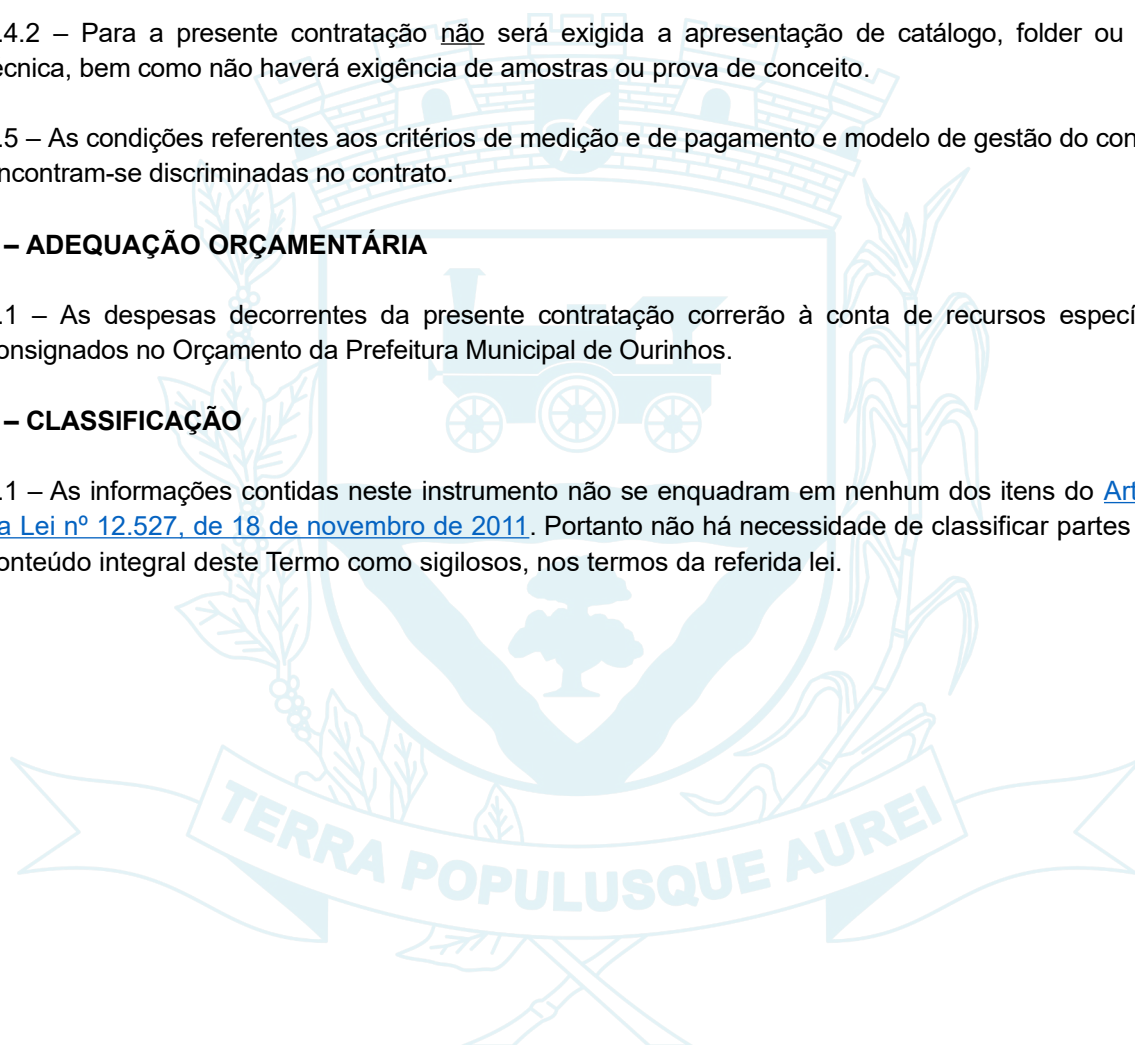 .4.2 – Para a presente contratação não será exigida a apresentação de catálogo, folder ou
écnica, bem como não haverá exigência de amostras ou prova de conceito.
.5 – As condições referentes aos critérios de medição e de pagamento e modelo de gestão do con
ncontram-se discriminadas no contrato.
– ADEQUAÇÃO ORÇAMENTÁRIA
.1 – As despesas decorrentes da presente contratação correrão à conta de recursos especí
onsignados no Orçamento da Prefeitura Municipal de Ourinhos.
– CLASSIFICAÇÃO
.1 – As informações contidas neste instrumento não se enquadram em nenhum dos itens do Art
a Lei nº 12.527, de 18 de novembro de 2011. Portanto não há necessidade de classificar partes
onteúdo integral deste Termo como sigilosos, nos termos da referida lei.
TERRA POPULUSQUE AUREI